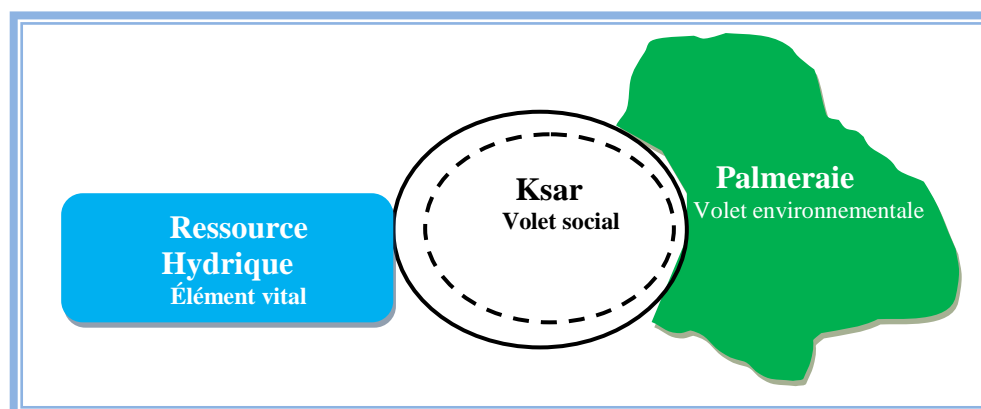 Ressource
Hydrique
Élément vital
Ksar
Volet social
Palmeraie
Volet environnementale